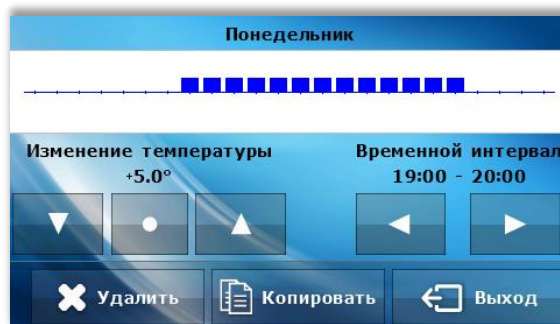 Понедельник
Изменение температуры
+5.0°
Временной интервал
19:00 - 20:00
Удалить
Копировать
Выход